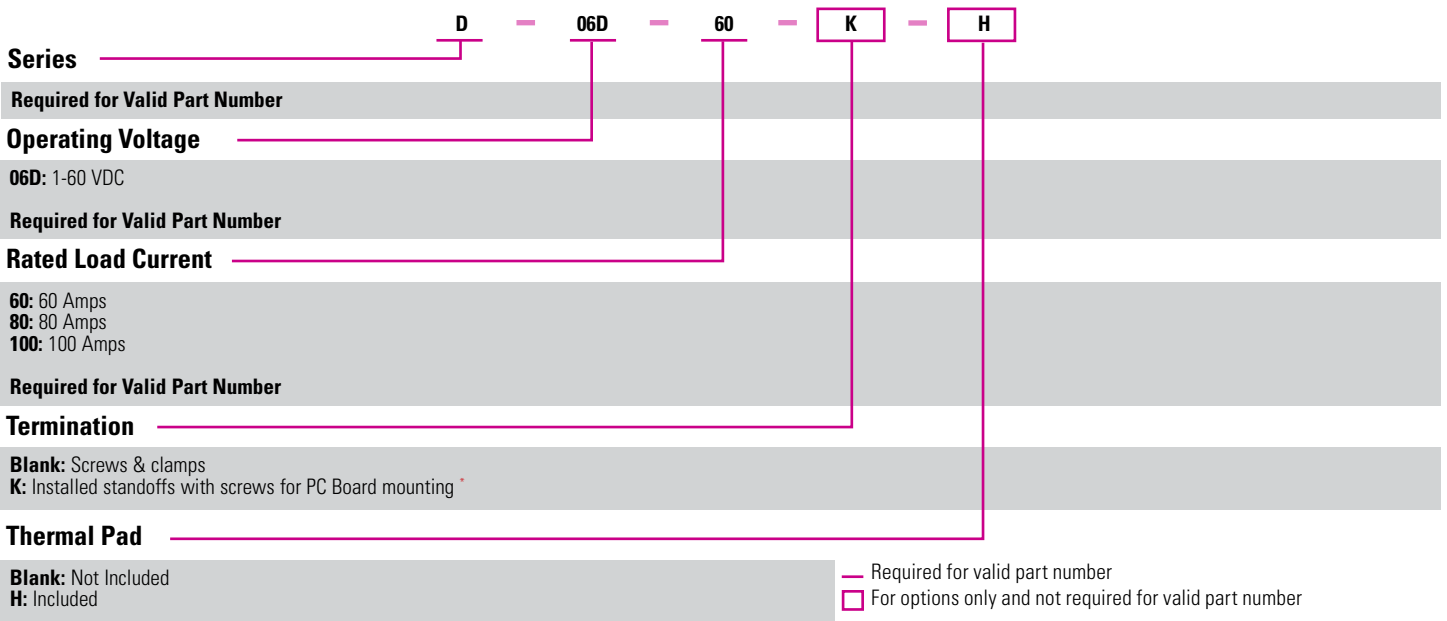 D – 06D – 60 – K – H
Series
Required for Valid Part Number
Operating Voltage
06D: 1-60 VDC
Required for Valid Part Number
Rated Load Current
60: 60 Amps
80: 80 Amps
100: 100 Amps
Required for Valid Part Number
Termination
Blank: Screws & clamps
K: Installed standoffs with screws for PC Board mounting *
Thermal Pad
Blank: Not Included
H: Included
Required for valid part number
For options only and not required for valid part number